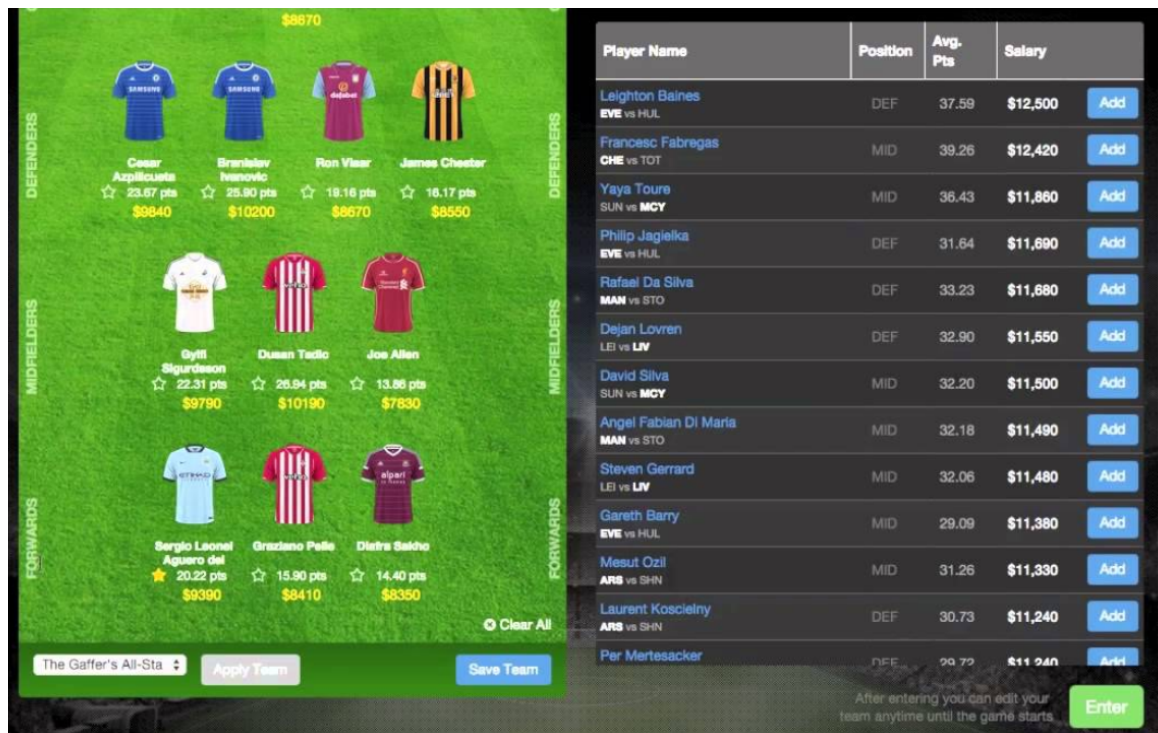 $8670
DEFENDERS
DEFENDERS
SAMSUNG
SAMSUNG
dafabet
Cesar
Azpilicueta
Branislav
Ivanovic
Ron Vlaar
James Chester
23.67 pts
25.90 pts
19.16 pts
16.17 pts
$9840
$10200
$8670
$8550
MIDFIELDERS
MIDFIELDERS
Gylfi
Sigurdsson
Dusan Tadic
Joe Allen
22.31 pts
26.94 pts
13.86 pts
$9790
$10190
$7830
FORWARDS
FORWARDS
ETIHAD
alpari
Sergio Leonel
Aguero del
Graziano Pelle
Diafra Sakho
20.22 pts
15.90 pts
14.40 pts
$9390
$8410
$8350
Clear All
The Gaffer's All-Sta
Apply Team
Save Team
Player Name Position Avg. Pts Salary
Leighton Baines DEF 37.59 $12,500 Add
EVE vs HUL
Francesc Fabregas MID 39.26 $12,420 Add
CHE vs TOT
Yaya Toure MID 36.43 $11,860 Add
SUN vs MCY
Philip Jagielka DEF 31.64 $11,690 Add
EVE vs HUL
Rafael Da Silva DEF 33.23 $11,680 Add
MAN vs STO
Dejan Lovren DEF 32.90 $11,550 Add
LEI vs LIV
David Silva MID 32.20 $11,500 Add
SUN vs MCY
Angel Fabian Di Maria MID 32.18 $11,490 Add
MAN vs STO
Steven Gerrard MID 32.06 $11,480 Add
LEI vs LIV
Gareth Barry MID 29.09 $11,380 Add
EVE vs HUL
Mesut Ozil MID 31.26 $11,330 Add
ARS vs SHN
Laurent Koscielny DEF 30.73 $11,240 Add
ARS vs SHN
Per Mertesacker DEF 29.72 $11,240 Add
After entering you can edit your
team anytime until the game starts
Enter